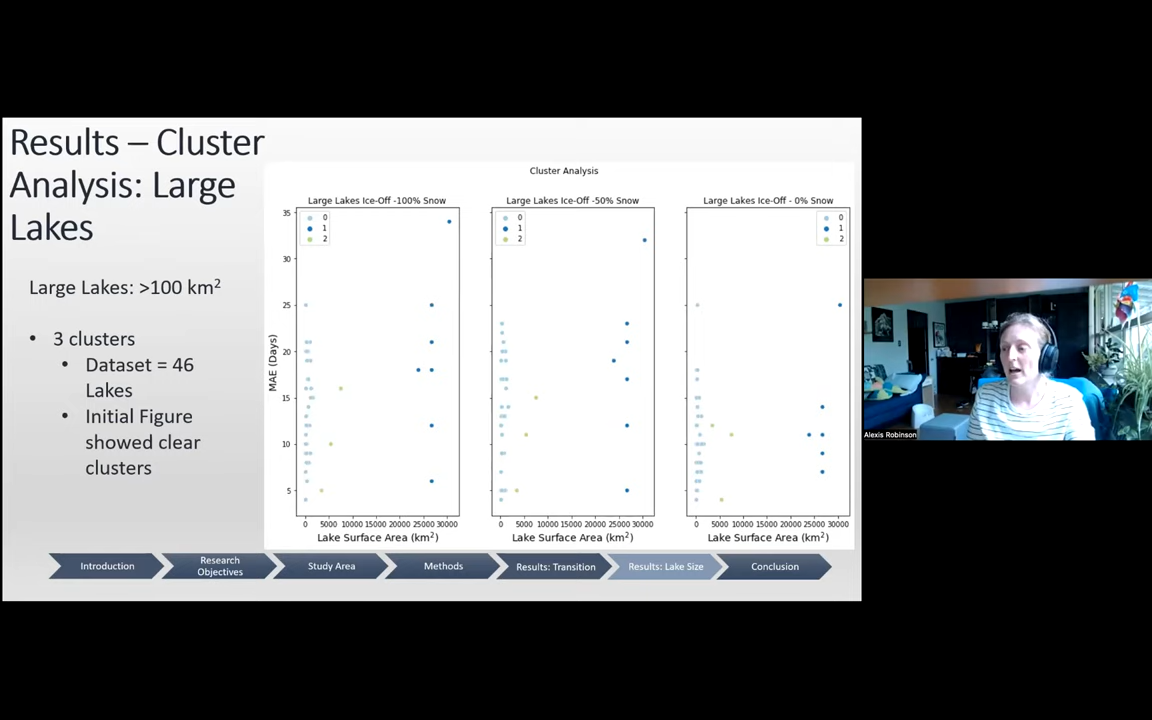 Results – Cluster
Analysis: Large
Lakes
Large Lakes: >100 km²
• 3 clusters
• Dataset = 46
Lakes
• Initial Figure
showed clear
clusters
Cluster Analysis
Large Lakes Ice-Off -100% Snow
Large Lakes Ice-Off -50% Snow
Large Lakes Ice-Off - 0% Snow
0
1
2
0
1
2
0
1
2
MAE (Days)
35
30
25
20
15
10
5
0 5000 10000 15000 20000 25000 30000
0 5000 10000 15000 20000 25000 30000
0 5000 10000 15000 20000 25000 30000
Lake Surface Area (km²)
Lake Surface Area (km²)
Lake Surface Area (km²)
Introduction
Research
Objectives
Study Area
Methods
Results: Transition
Results: Lake Size
Conclusion
Alexis Robinson